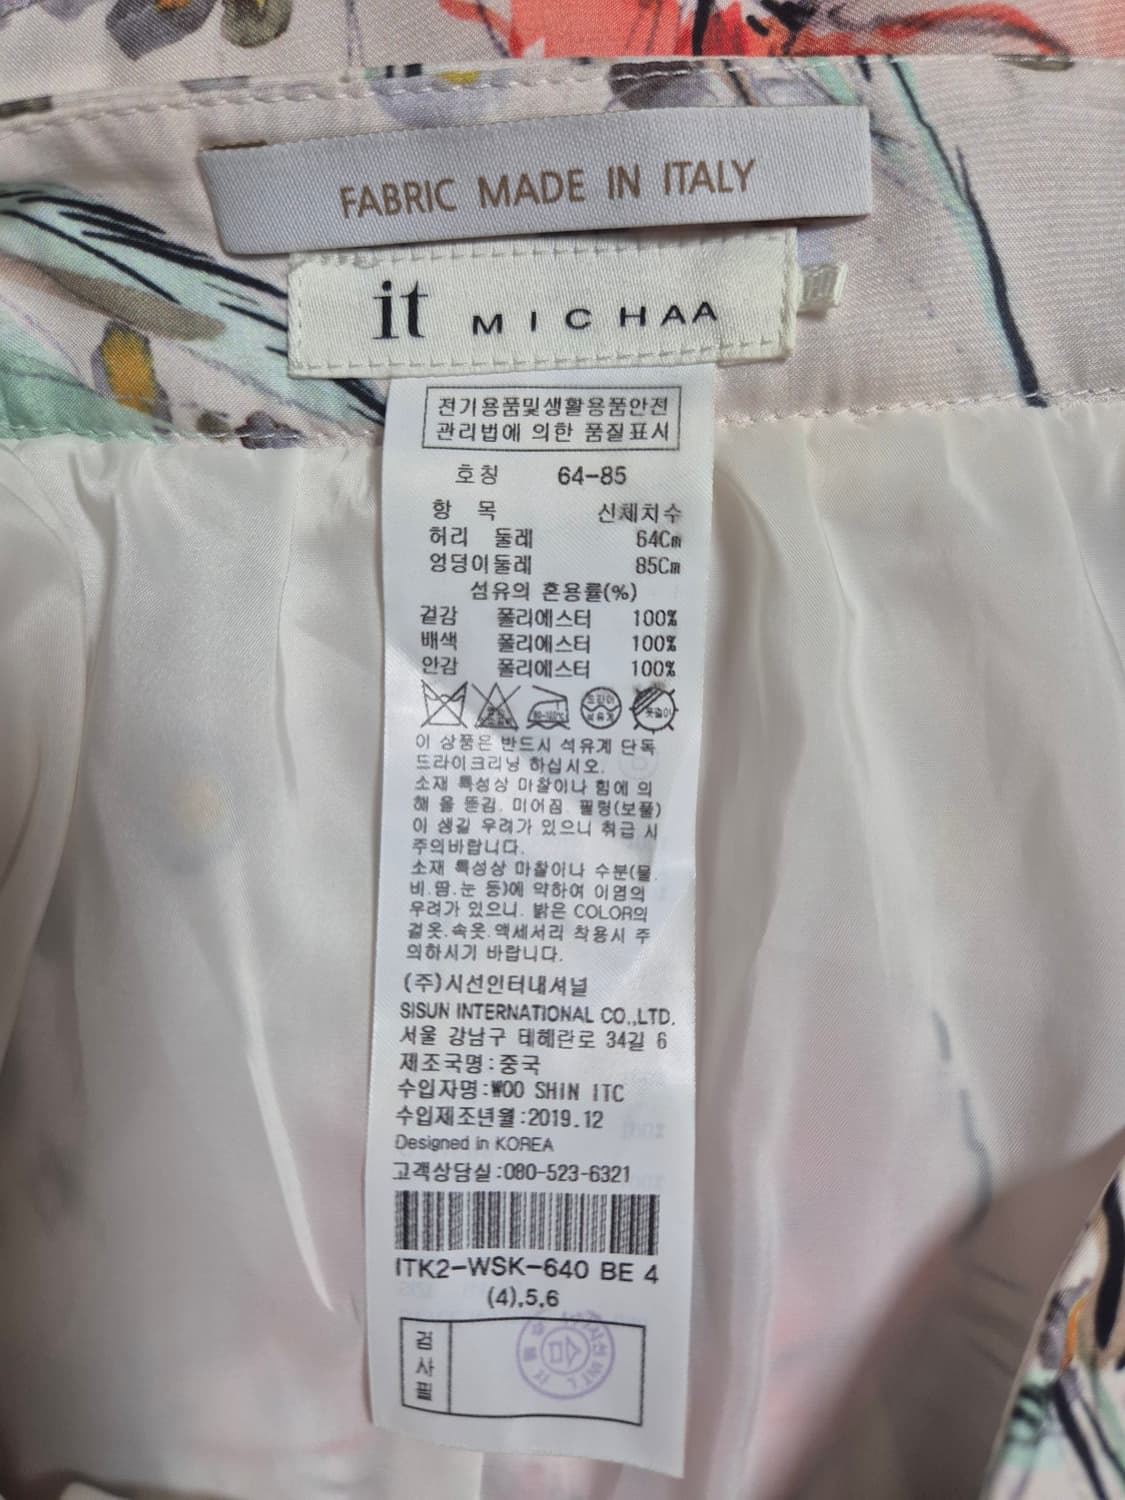 FABRIC MADE IN ITALY
it MICHAA
전기용품및생활용품안전
관리법에 의한 품질표시
호칭 64-85
항 목 신체치수
허리 둘레 64Cm
엉덩이둘레 85Cm
섬유의 혼용률(%)
겉감 폴리에스터 100%
배색 폴리에스터 100%
안감 폴리에스터 100%
드라이 석유계
이 상품은 반드시 석유계 단독
드라이크리닝 하십시오.
소재 특성상 마찰이나 힘에 의
해 올 뜯김. 미어짐. 필링(보풀)
이 생길 우려가 있으니 취급 시
주의바랍니다.
소재 특성상 마찰이나 수분(물.
비.땀.눈 등)에 약하여 이염의
우려가 있으니. 밝은 COLOR의
겉옷.속옷.액세서리 착용시 주
의하시기 바랍니다.
(주)시선인터내셔널
SISUN INTERNATIONAL CO.,LTD.
서울 강남구 테헤란로 34길 6
제조국명:중국
수입자명:WOO SHIN ITC
수입제조년월:2019.12
Designed in KOREA
고객상담실:080-523-6321
ITK2-WSK-640 BE 4
(4),5,6
검사필